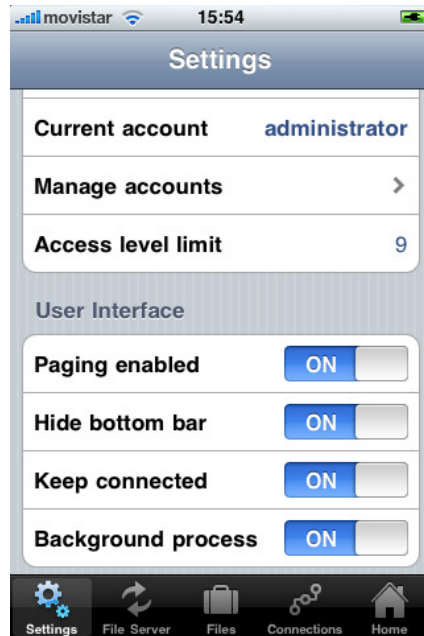 movistar 15:54
Settings
Current account administrator
Manage accounts
Access level limit 9
User Interface
Paging enabled ON
Hide bottom bar ON
Keep connected ON
Background process ON
Settings File Server Files Connections Home